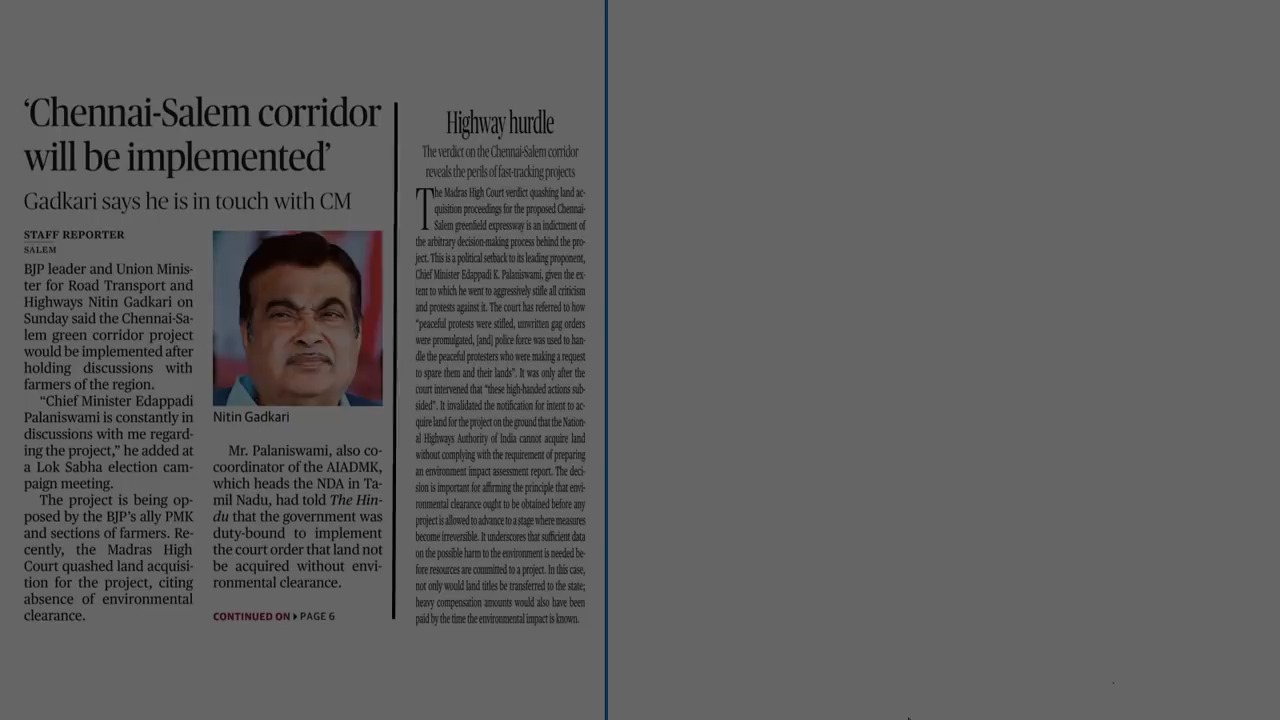 ‘Chennai-Salem corridor
will be implemented’
Gadkari says he is in touch with CM
STAFF REPORTER
SALEM
BJP leader and Union Minis-
ter for Road Transport and
Highways Nitin Gadkari on
Sunday said the Chennai-Sa-
lem green corridor project
would be implemented after
holding discussions with
farmers of the region.
“Chief Minister Edappadi
Palaniswami is constantly in
discussions with me regard-
ing the project,” he added at
a Lok Sabha election cam-
paign meeting.
The project is being op-
posed by the BJP’s ally PMK
and sections of farmers. Re-
cently, the Madras High
Court quashed land acquisi-
tion for the project, citing
absence of environmental
clearance.
Nitin Gadkari
Mr. Palaniswami, also co-
coordinator of the AIADMK,
which heads the NDA in Ta-
mil Nadu, had told The Hin-
du that the government was
duty-bound to implement
the court order that land not
be acquired without envi-
ronmental clearance.
CONTINUED ON PAGE 6
Highway hurdle
The verdict on the Chennai-Salem corridor
reveals the perils of fast-tracking projects
The Madras High Court verdict quashing land ac-
quisition proceedings for the proposed Chennai-
Salem greenfield expressway is an indictment of
the arbitrary decision-making process behind the pro-
ject. This is a political setback to its leading proponent,
Chief Minister Edappadi K. Palaniswami, given the ex-
tent to which he went to aggressively stifle all criticism
and protests against it. The court has referred to how
“peaceful protests were stifled, unwritten gag orders
were promulgated, [and] police force was used to han-
dle the peaceful protesters who were making a request
to spare them and their lands”. It was only after the
court intervened that “these high-handed actions sub-
sided”. It invalidated the notification for intent to ac-
quire land for the project on the ground that the Nation-
al Highways Authority of India cannot acquire land
without complying with the requirement of preparing
an environment impact assessment report. The deci-
sion is important for affirming the principle that envi-
ronmental clearance ought to be obtained before any
project is allowed to advance to a stage where measures
become irreversible. It underscores that sufficient data
on the possible harm to the environment is needed be-
fore resources are committed to a project. In this case,
not only would land titles be transferred to the state;
heavy compensation amounts would also have been
paid by the time the environmental impact is known.